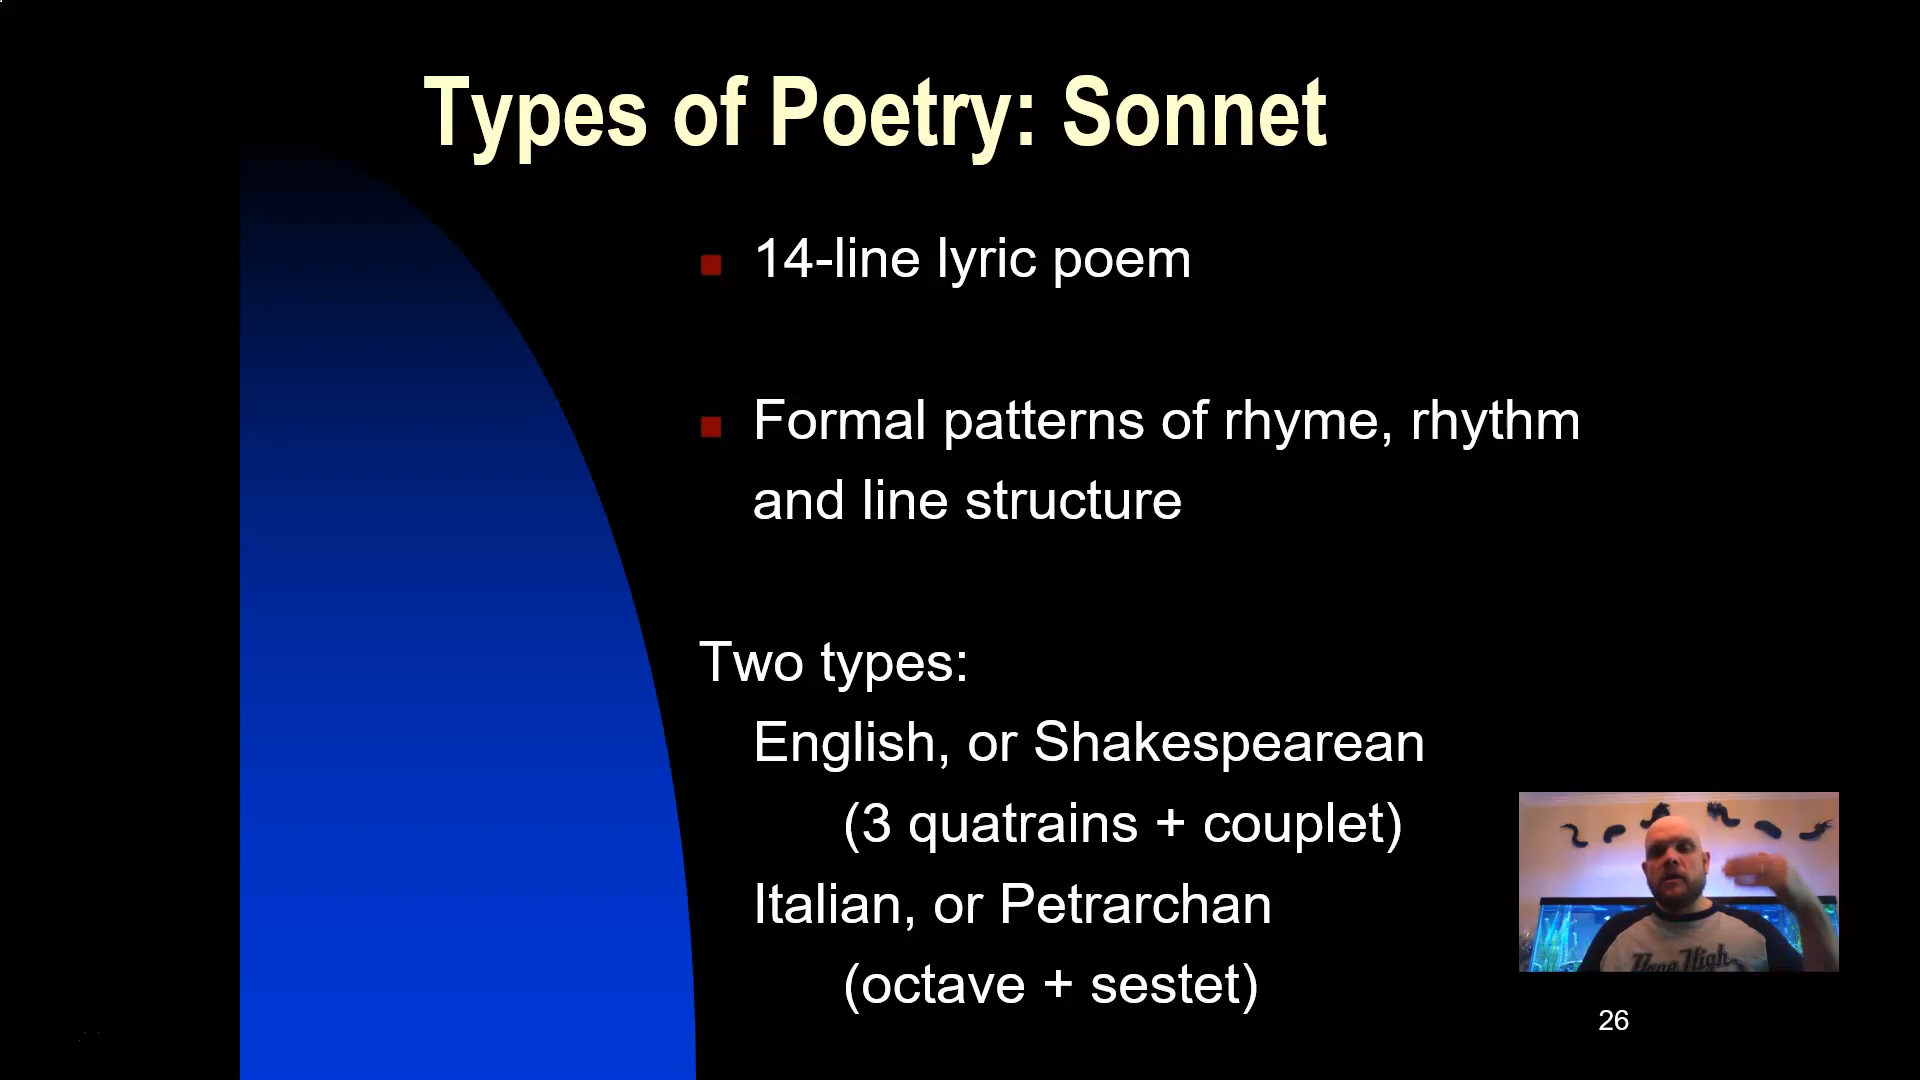 Types of Poetry: Sonnet
14-line lyric poem
Formal patterns of rhyme, rhythm
and line structure
Two types:
English, or Shakespearean
(3 quatrains + couplet)
Italian, or Petrarchan
(octave + sestet)
High
26